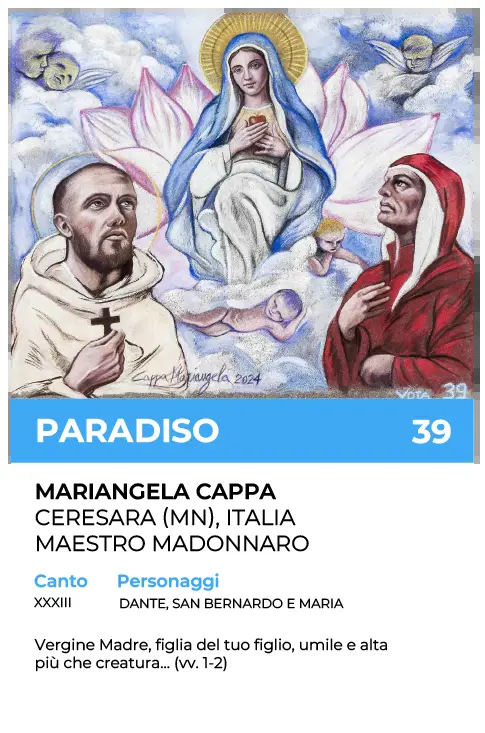 Cappa Mariangela 2024
VOTA 39
PARADISO 39
MARIANGELA CAPPA
CERESARA (MN), ITALIA
MAESTRO MADONNARO
Canto Personaggi
XXXIII DANTE, SAN BERNARDO E MARIA
Vergine Madre, figlia del tuo figlio, umile e alta
più che creatura... (vv. 1-2)